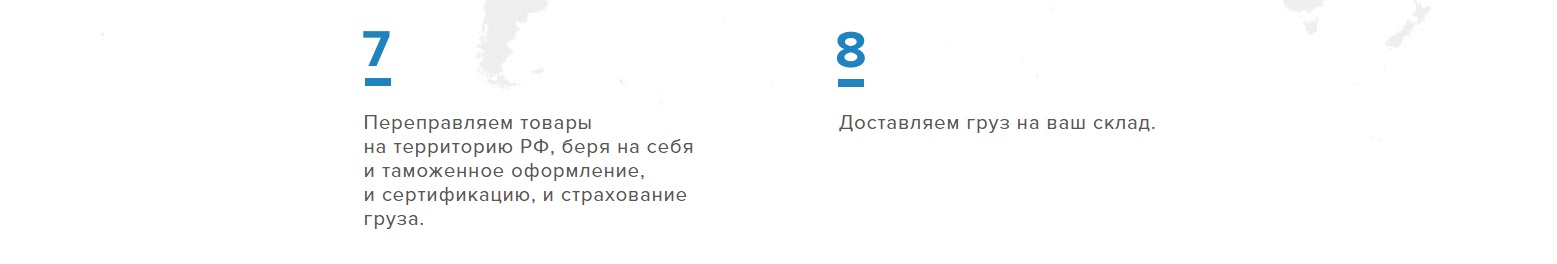 7
Переправляем товары
на территорию РФ, беря на себя
и таможенное оформление,
и сертификацию, и страхование
груза.
8
Доставляем груз на ваш склад.